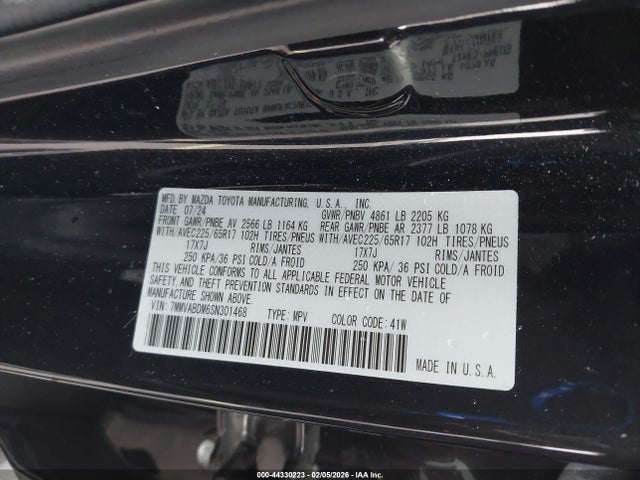 MFD. BY MAZDA TOYOTA MANUFACTURING, U.S.A., INC.
DATE 07/24 GVWR/PNBV 4861 LB 2205 KG
FRONT GAWR/PNBE AV 2566 LB 1164 KG REAR GAWR/PNBE AR 2377 LB 1078 KG
WITH/AVEC225/65R17 102H TIRES/PNEUS WITH/AVEC225/65R17 102H TIRES/PNEUS
17X7J RIMS/JANTES 17X7J RIMS/JANTES
250 KPA/36 PSI COLD/A FROID 250 KPA/36 PSI COLD/A FROID
THIS VEHICLE CONFORMS TO ALL APPLICABLE FEDERAL MOTOR VEHICLE
SAFETY, AND THEFT PREVENTION STANDARDS IN EFFECT ON THE DATE OF
MANUFACTURE SHOWN ABOVE.
VIN: 7MMVABDM6SN301468 TYPE: MPV COLOR CODE: 41W
MADE IN U.S.A.
000-44330223 - 02/05/2026 - IAA Inc.